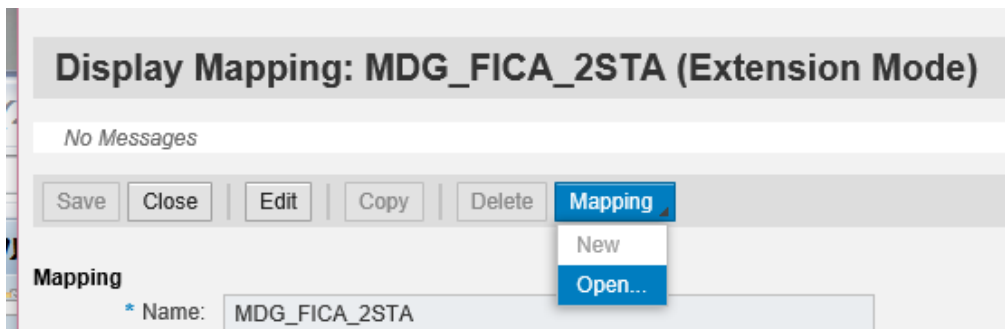 Display Mapping: MDG_FICA_2STA (Extension Mode)
No Messages
Save Close Edit Copy Delete Mapping
New
Open...
Mapping
* Name: MDG_FICA_2STA